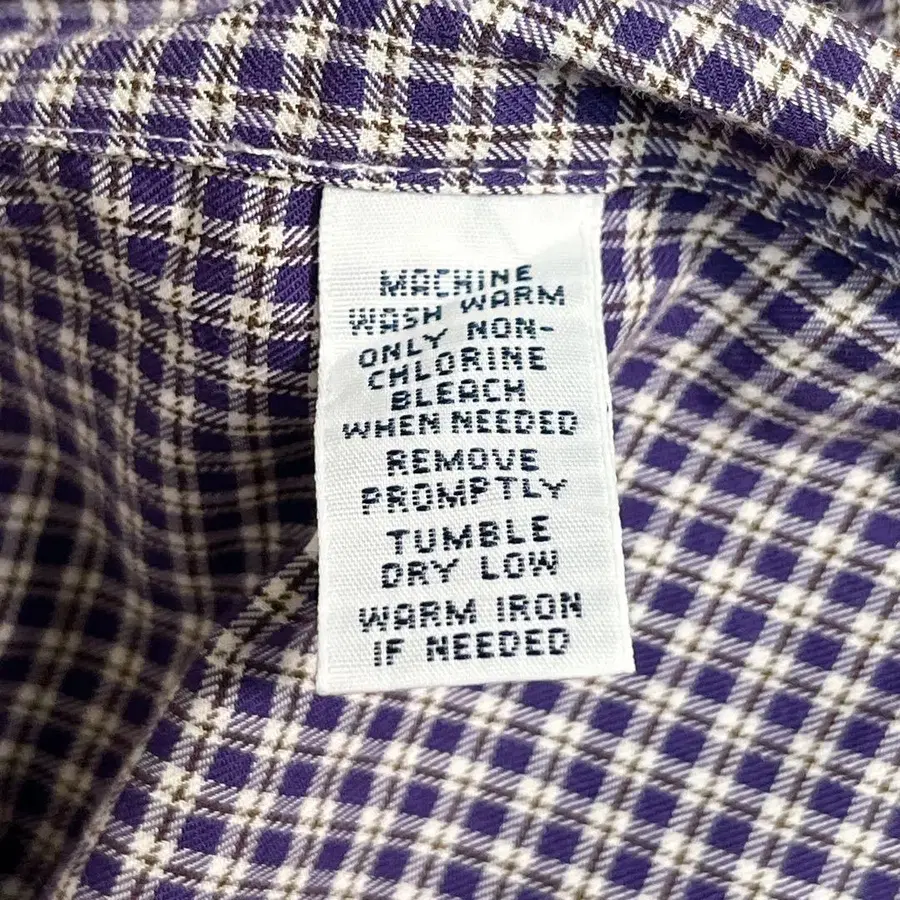 MACHINE
WASH WARM
ONLY NON-
CHLORINE
BLEACH
WHEN NEEDED
REMOVE
PROMPTLY
TUMBLE
DRY LOW
WARM IRON
IF NEEDED